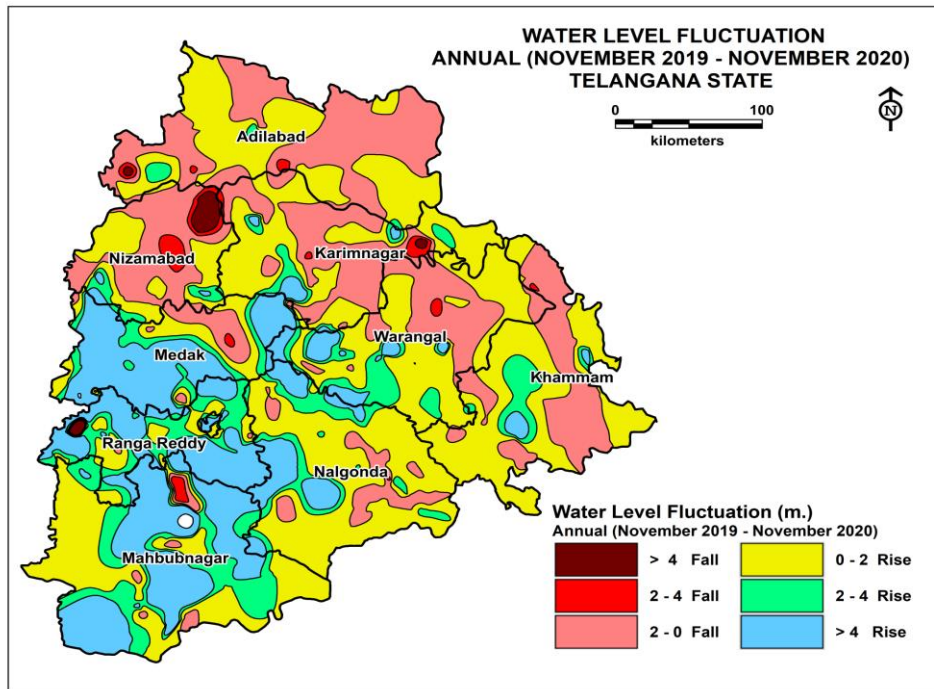 WATER LEVEL FLUCTUATION
ANNUAL (NOVEMBER 2019 - NOVEMBER 2020)
TELANGANA STATE
0 100
kilometers
N
Adilabad
Nizamabad
Karimnagar
Medak
Warangal
Khammam
Ranga Reddy
Nalgonda
Mahbubnagar
Water Level Fluctuation (m.)
Annual (November 2019 - November 2020)
> 4 Fall
2 - 4 Fall
2 - 0 Fall
0 - 2 Rise
2 - 4 Rise
> 4 Rise